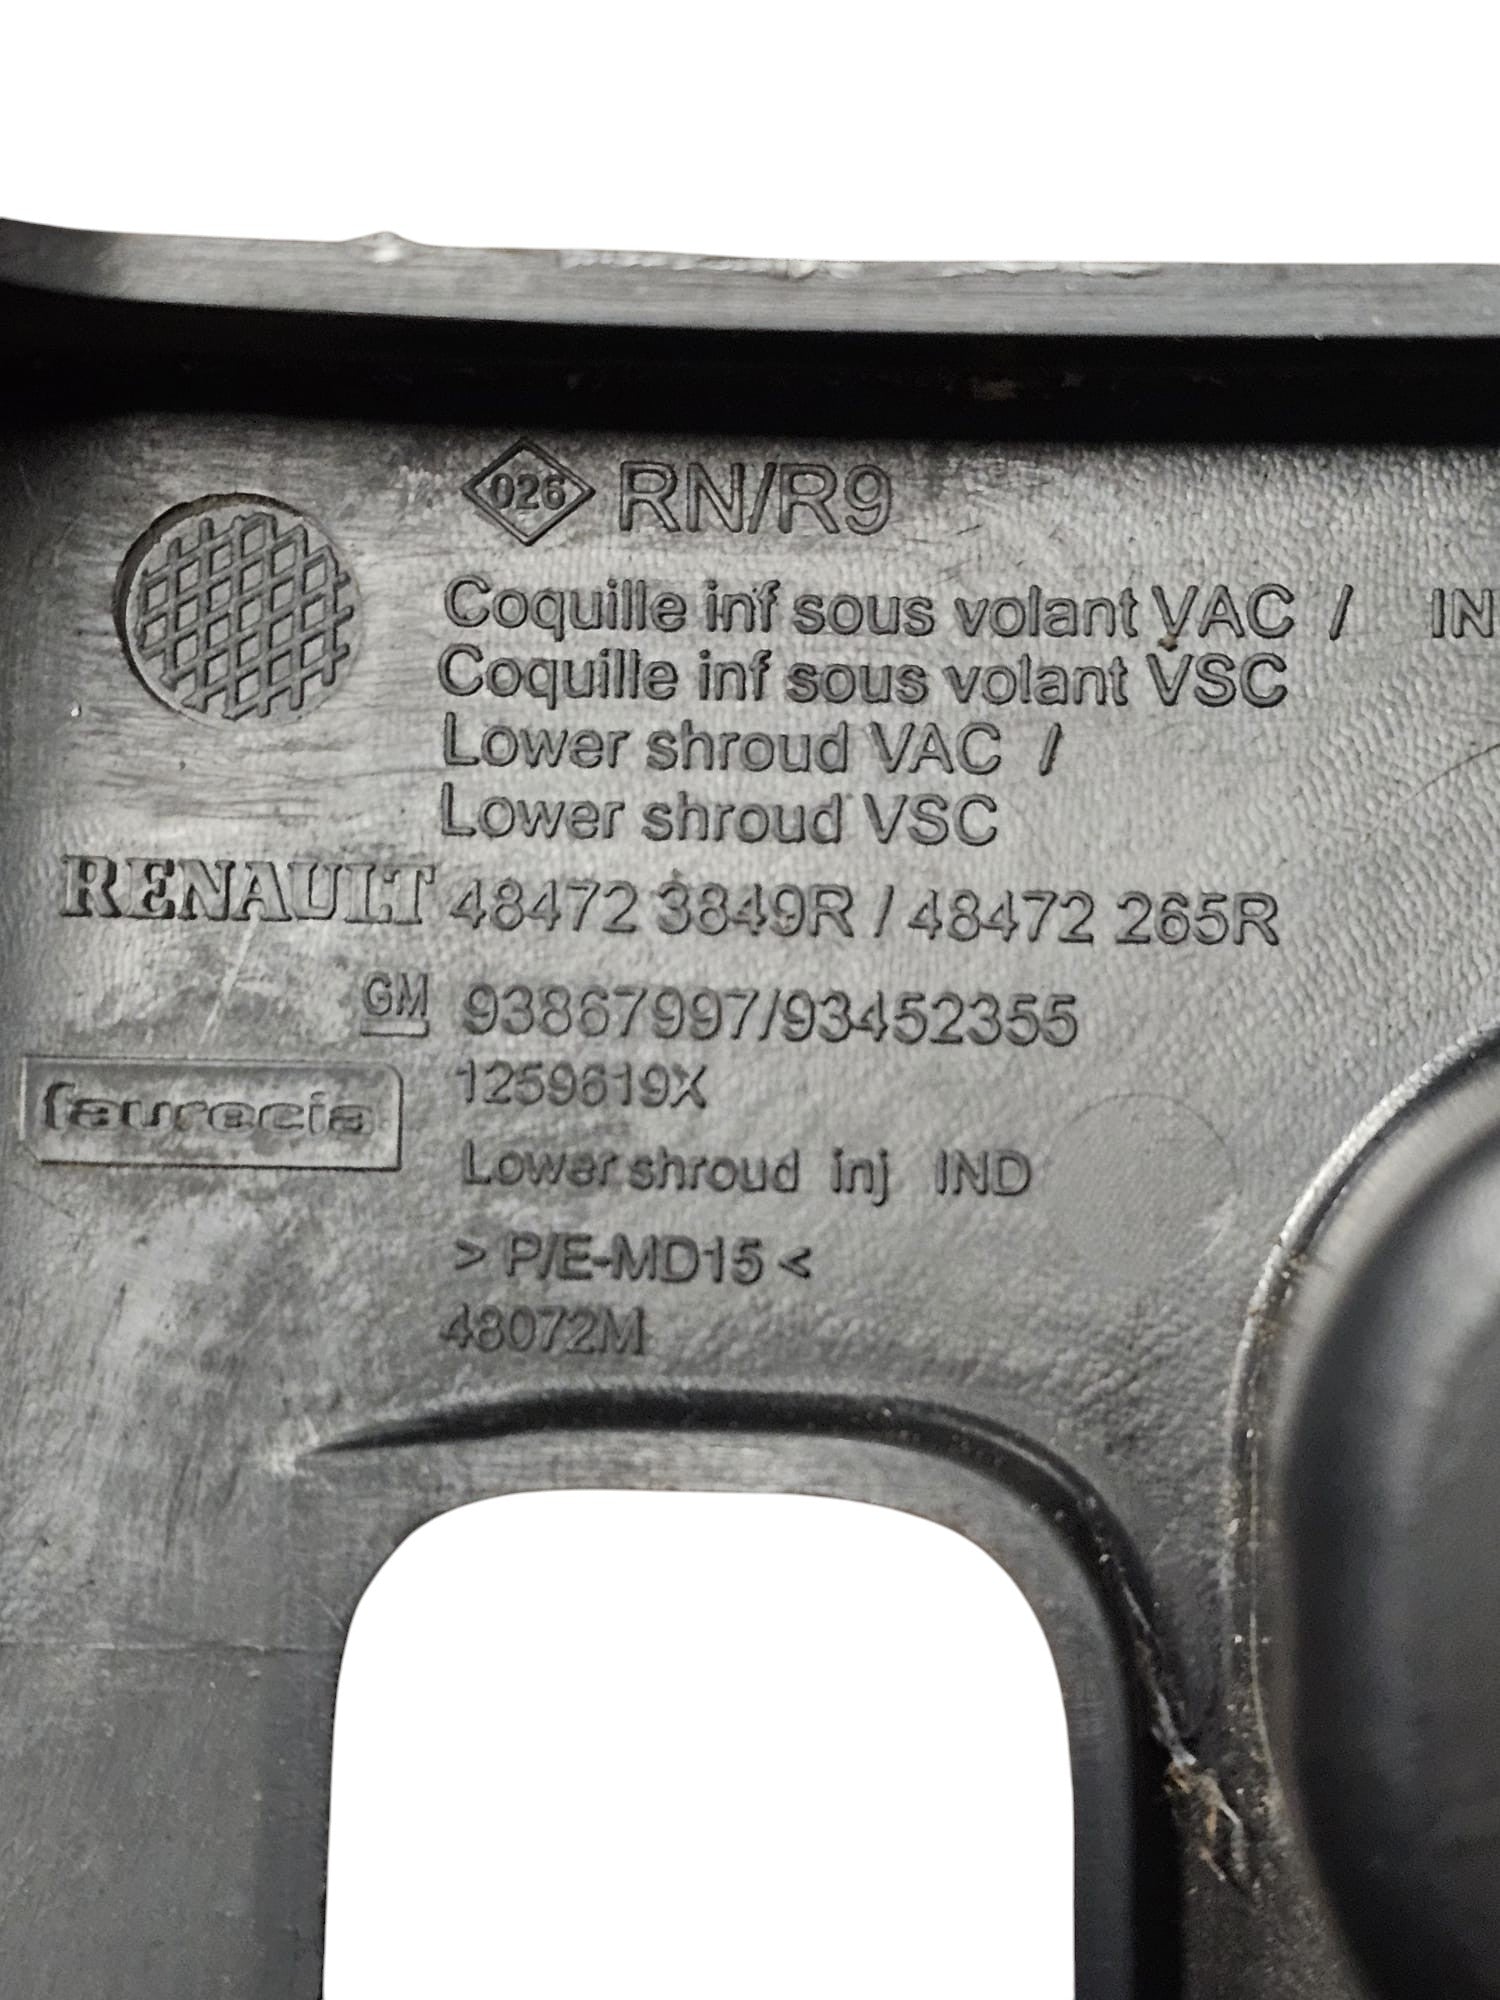 026 RN/R9
Coquille inf sous volant VAC / IN
Coquille inf sous volant VSC
Lower shroud VAC /
Lower shroud VSC
RENAULT 48472 3849R / 48472 265R
GM 93867997/93452355
faurecia 1259619X
Lower shroud inj IND
> P/E-MD15 <
48072M